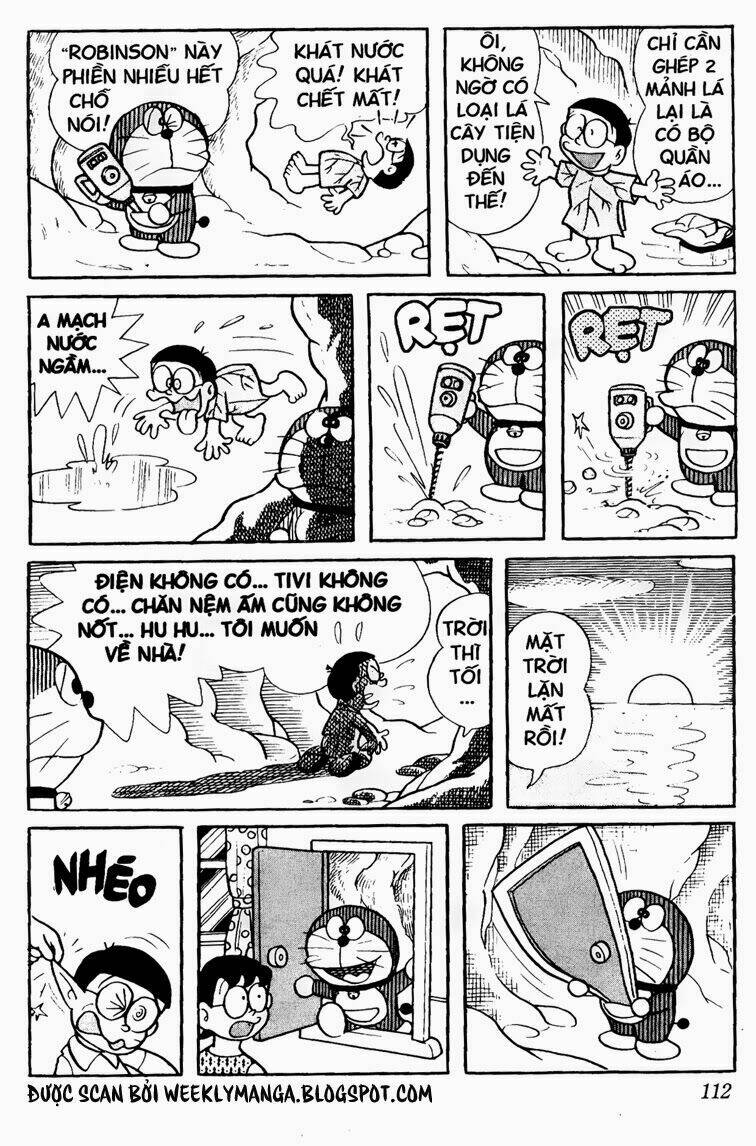 CHỈ CẦN
GHÉP 2
MẢNH LÁ
LẠI LÀ
CÓ BỘ
QUẦN
ÁO...
ÔI,
KHÔNG
NGỜ CÓ
LOẠI LÁ
CÂY TIỆN
DỤNG
ĐẾN
THẾ!
KHÁT NƯỚC
QUÁ! KHÁT
CHẾT MẤT!
“ROBINSON” NÀY
PHIỀN NHIỄU HẾT
CHỖ
NÓI!
RẸT
RẸT
A MẠCH
NƯỚC
NGẦM...
MẶT
TRỜI
LẶN
MẤT
RỒI!
TRỜI
THÌ
TỐI
...
ĐIỆN KHÔNG CÓ... TIVI KHÔNG
CÓ... CHĂN NỆM ẤM CŨNG KHÔNG
NỐT... HU HU... TÔI MUỐN
VỀ NHÀ!
NHÉO
ĐƯỢC SCAN BỞI WEEKLYMANGA.BLOGSPOT.COM
112